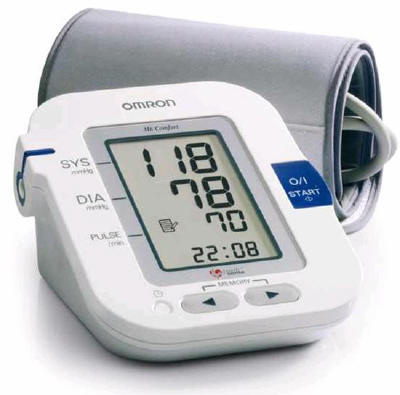 OMRON
M6 Comfort
SYS
mmHg
118
DIA
mmHg
78
PULSE
/min
70
22:08
O/I
START
MEMORY